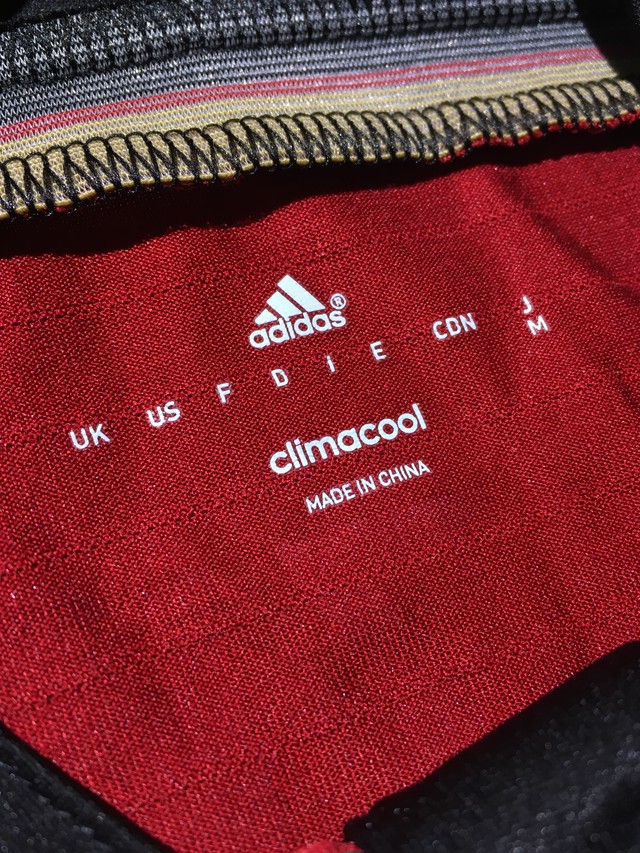 adidas®
UK US F D I E CDN J
M
climacool
MADE IN CHINA